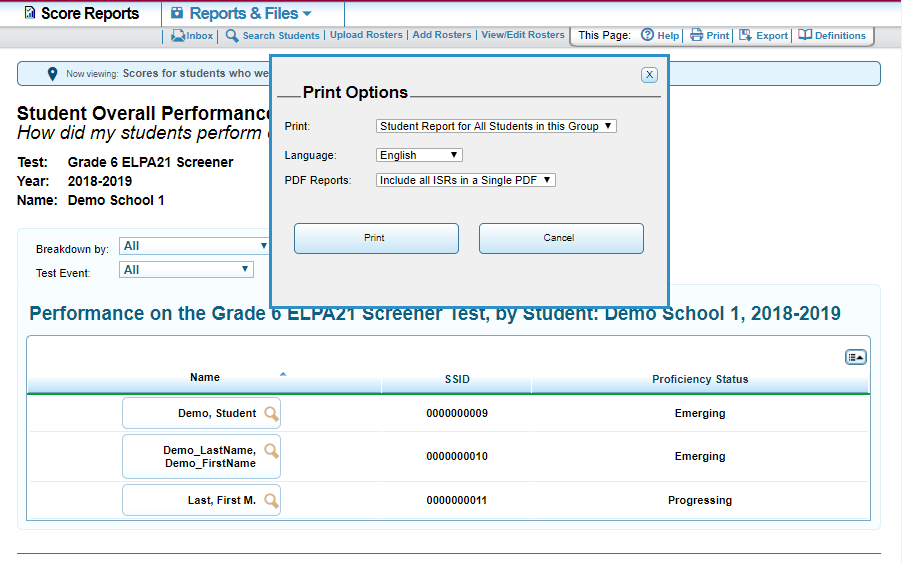 Score Reports
Reports & Files
Inbox | Search Students | Upload Rosters | Add Rosters | View/Edit Rosters
This Page: Help | Print | Export | Definitions
Now viewing: Scores for students who we
X
Print Options
Print: Student Report for All Students in this Group
Language: English
PDF Reports: Include all ISRs in a Single PDF
Print
Cancel
Student Overall Performance
How did my students perform
Test: Grade 6 ELPA21 Screener
Year: 2018-2019
Name: Demo School 1
Breakdown by: All
Test Event: All
Performance on the Grade 6 ELPA21 Screener Test, by Student: Demo School 1, 2018-2019
Name SSID Proficiency Status
Demo, Student 0000000009 Emerging
Demo_LastName,
Demo_FirstName 0000000010 Emerging
Last, First M. 0000000011 Progressing